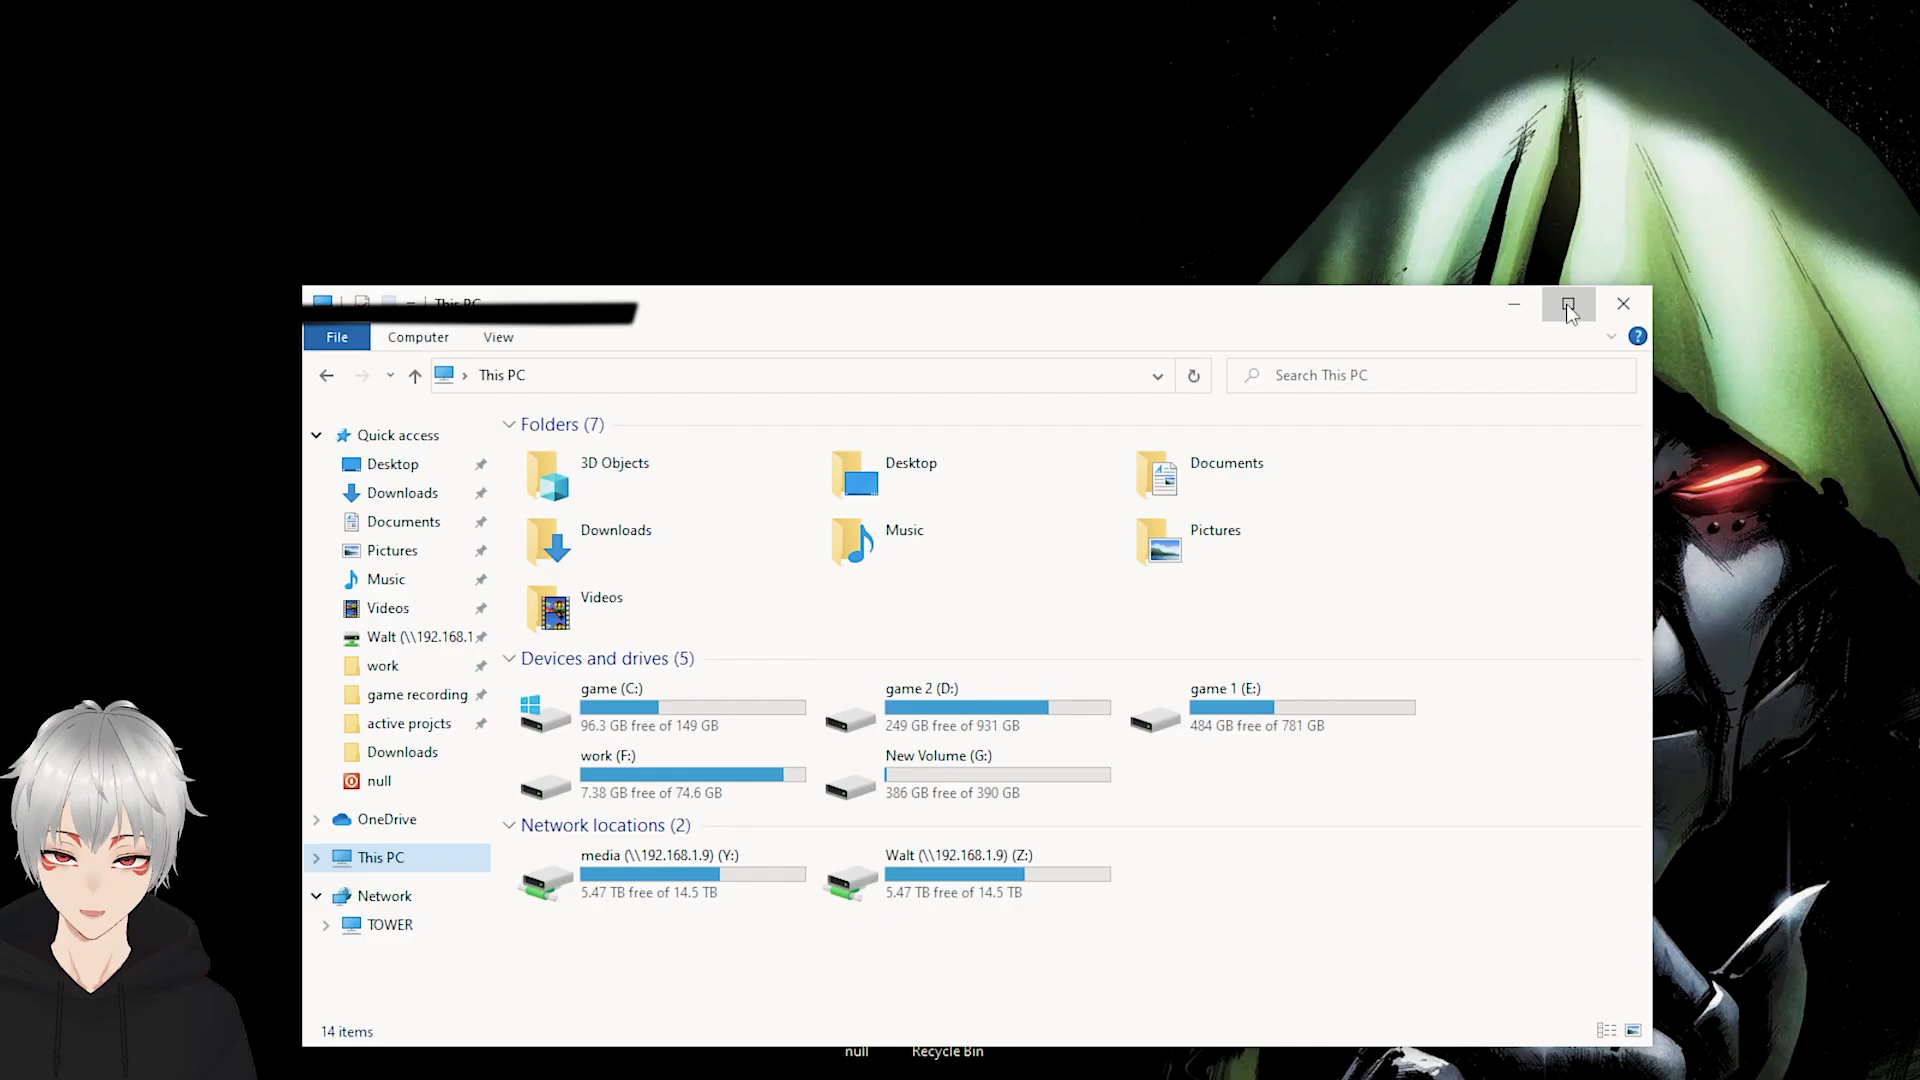 This PC
File Computer View
This PC
Search This PC
Quick access
Desktop
Downloads
Documents
Pictures
Music
Videos
Walt (\\192.168.1
work
game recording
active projcts
Downloads
null
OneDrive
This PC
Network
TOWER
Folders (7)
3D Objects
Desktop
Documents
Downloads
Music
Pictures
Videos
Devices and drives (5)
game (C:)
96.3 GB free of 149 GB
game 2 (D:)
249 GB free of 931 GB
game 1 (E:)
484 GB free of 781 GB
work (F:)
7.38 GB free of 74.6 GB
New Volume (G:)
386 GB free of 390 GB
Network locations (2)
media (\\192.168.1.9) (Y:)
5.47 TB free of 14.5 TB
Walt (\\192.168.1.9) (Z:)
5.47 TB free of 14.5 TB
14 items
null
Recycle Bin